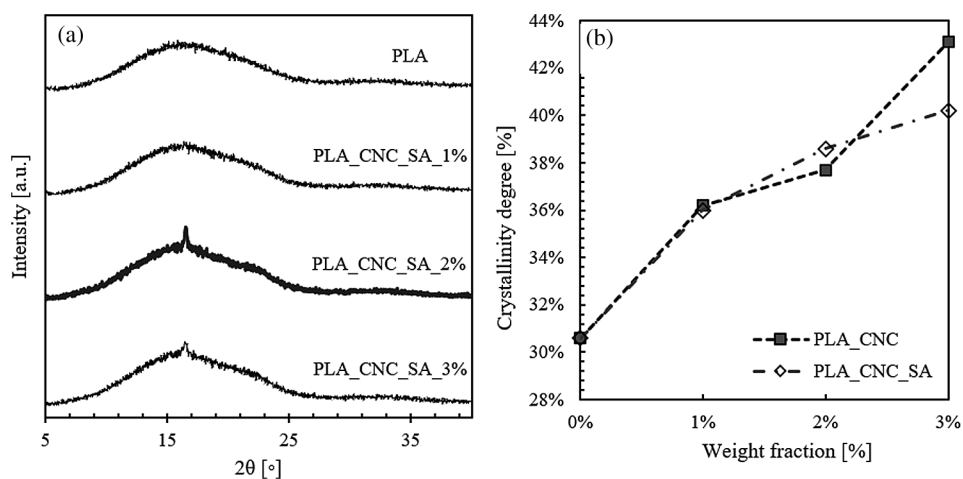 (a)
PLA
PLA_CNC_SA_1%
PLA_CNC_SA_2%
PLA_CNC_SA_3%
Intensity [a.u.]
5
15
25
35
2θ [◦]
(b)
44%
42%
40%
38%
36%
34%
32%
30%
28%
Crystallinity degree [%]
PLA_CNC
PLA_CNC_SA
0%
1%
2%
3%
Weight fraction [%]